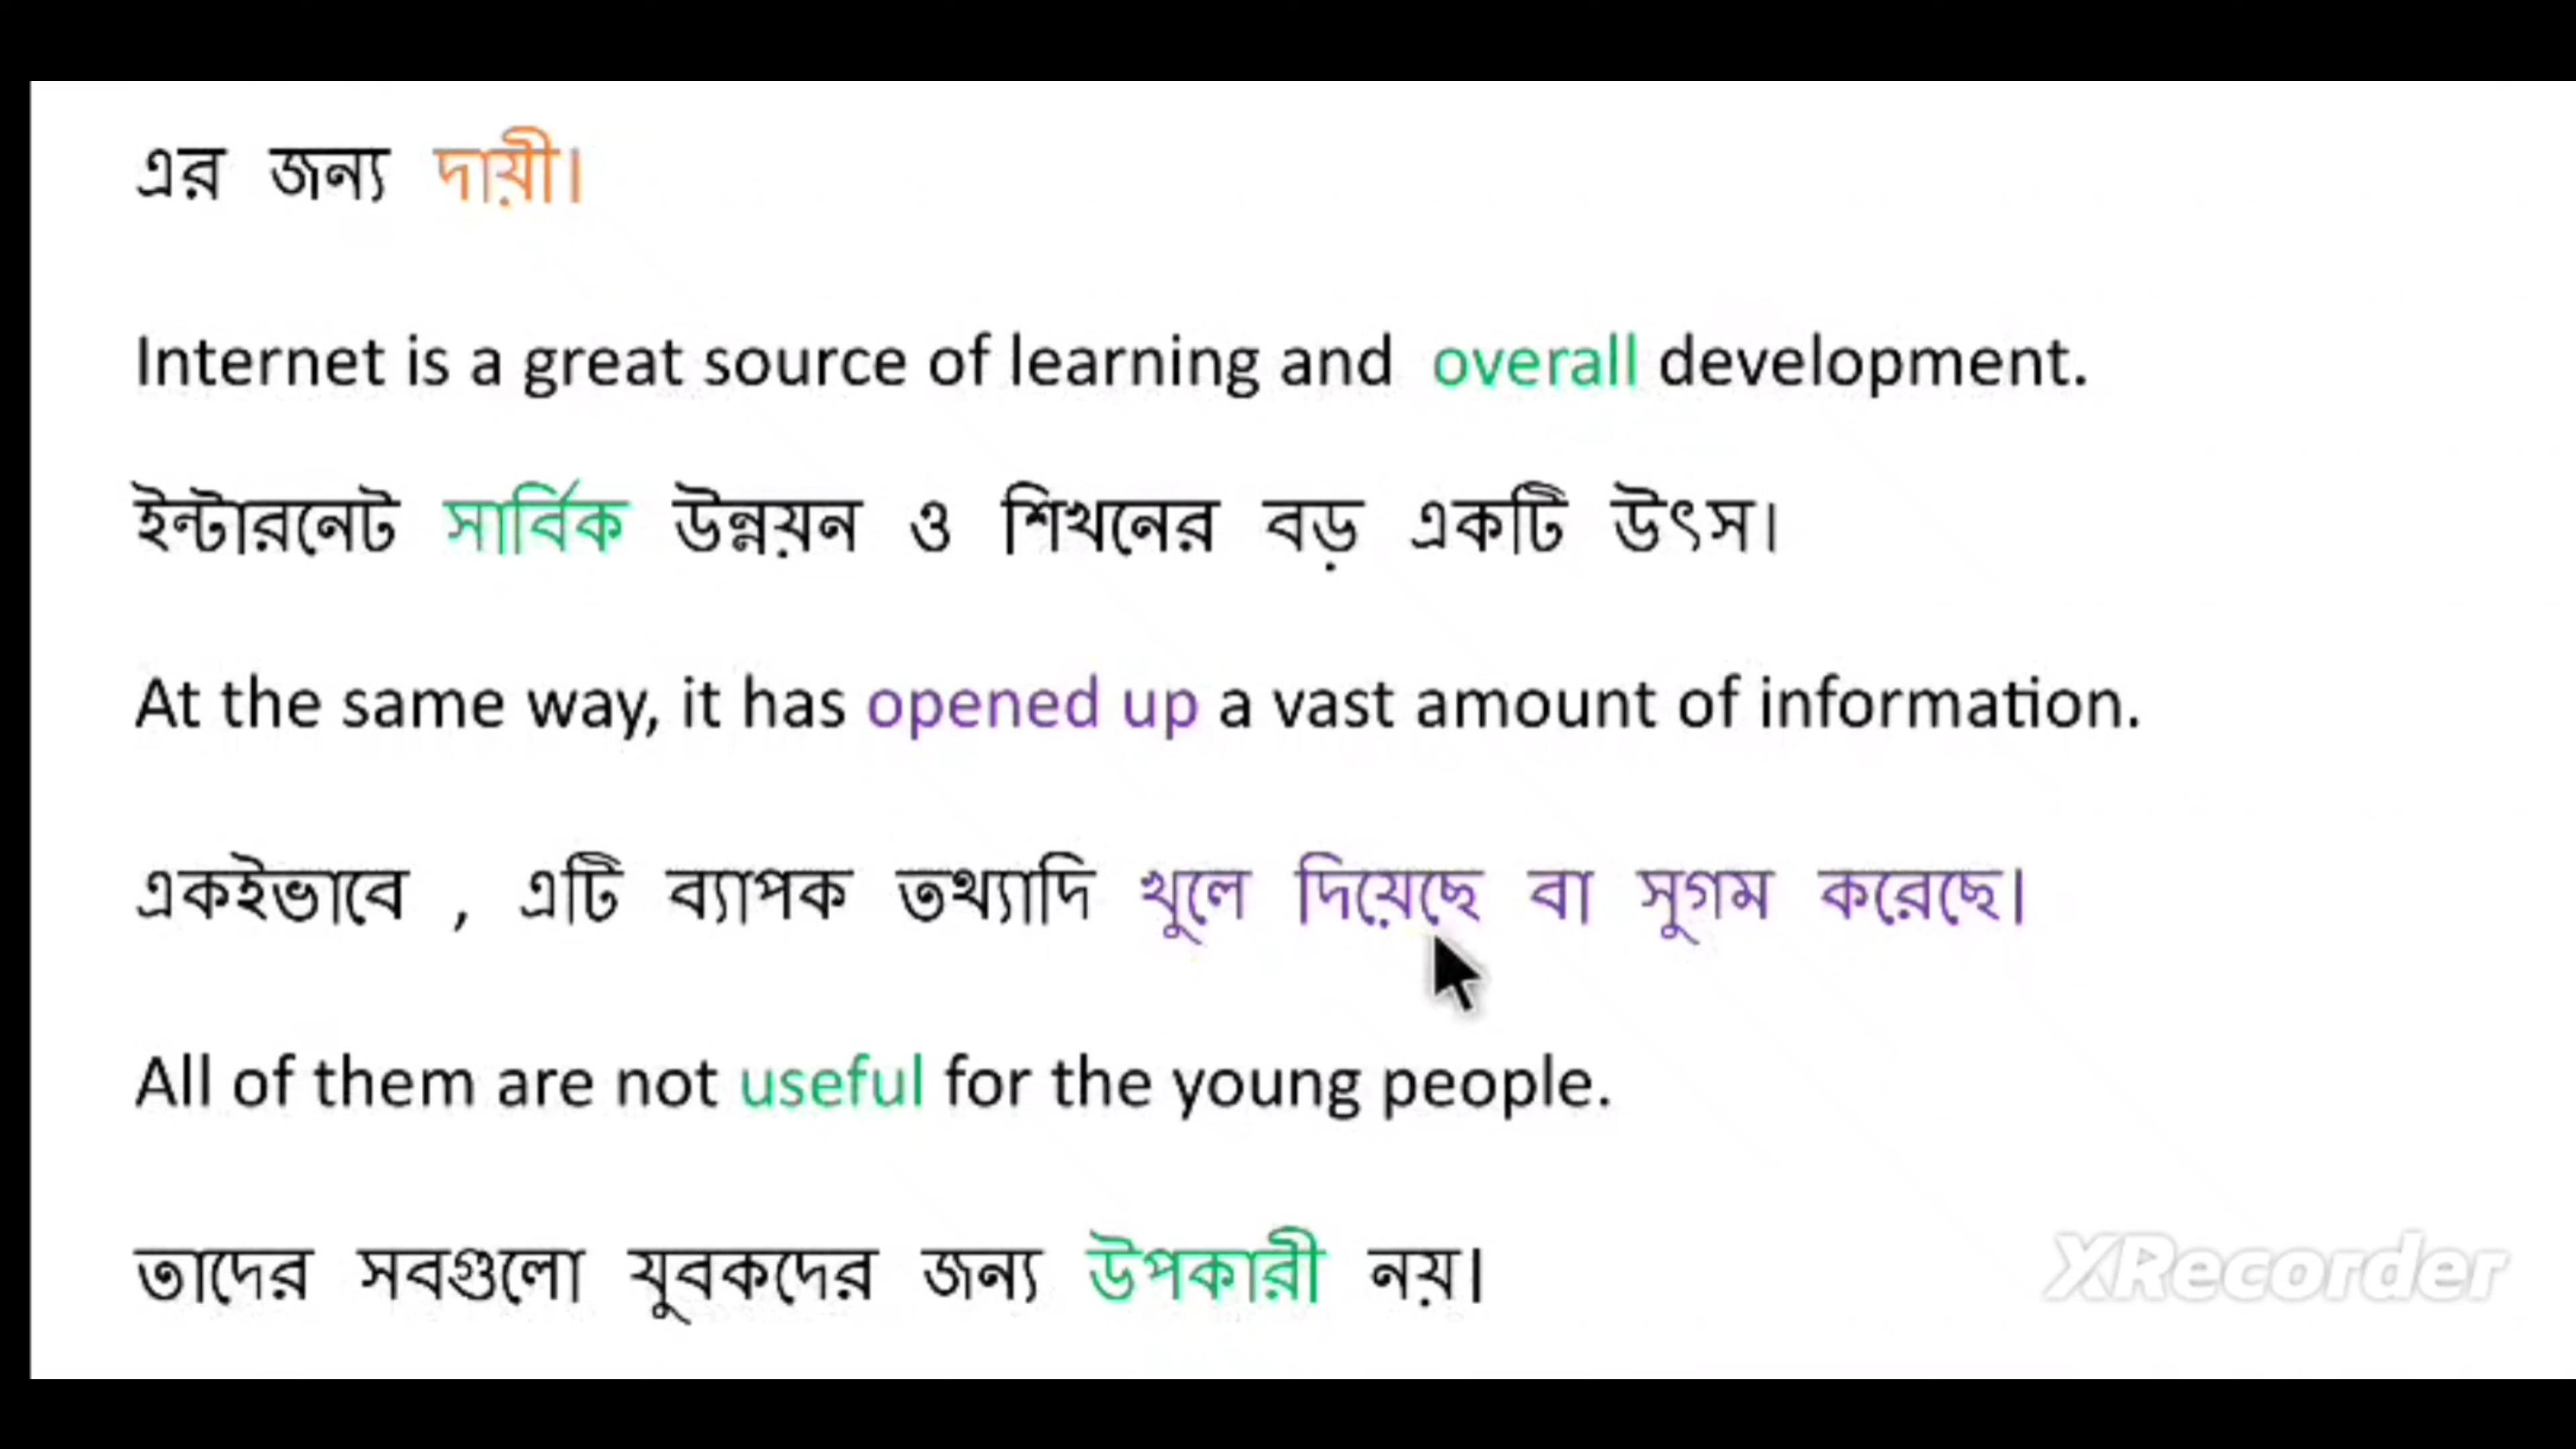 এর জন্য দায়ী।
Internet is a great source of learning and overall development.
ইন্টারনেট সার্বিক উন্নয়ন ও শিখনের বড় একটি উৎস।
At the same way, it has opened up a vast amount of information.
একইভাবে , এটি ব্যাপক তথ্যাদি খুলে দিয়েছে বা সুগম করেছে।
All of them are not useful for the young people.
তাদের সবগুলো যুবকদের জন্য উপকারী নয়।
XRecorder